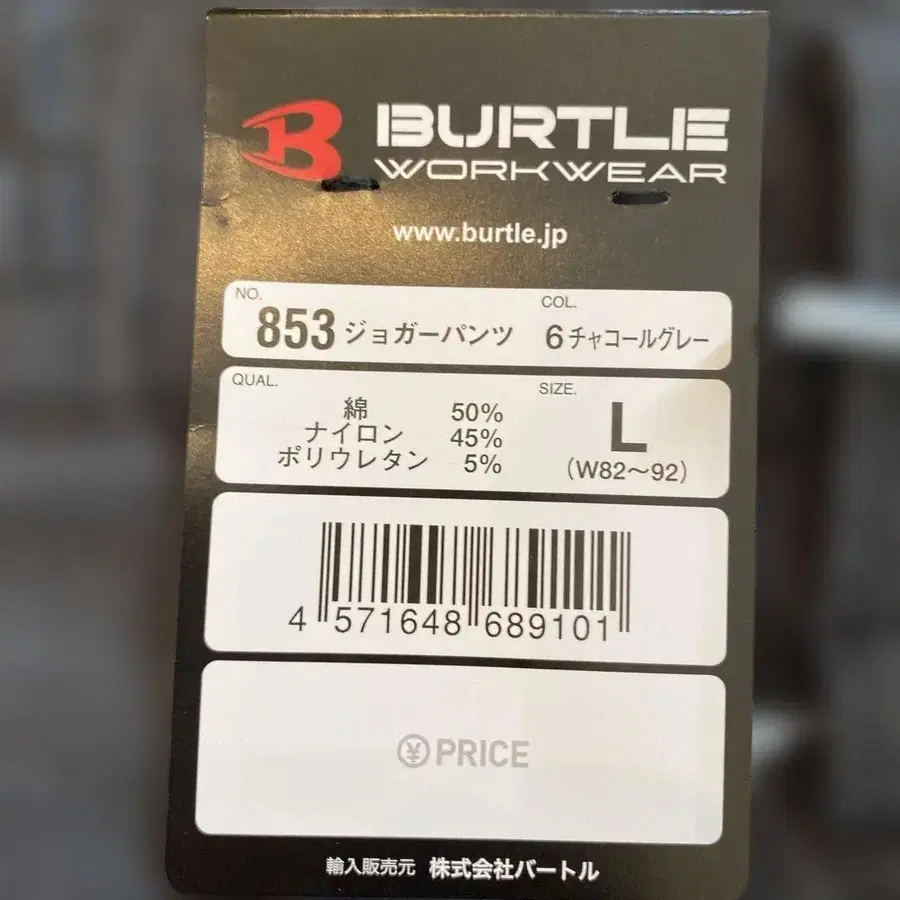 B BURTLE
WORKWEAR
www.burtle.jp
NO. COL.
853 ジョガーパンツ 6 チャコールグレー
QUAL. SIZE.
綿 50%
ナイロン 45%
ポリウレタン 5%
L
(W82〜92)
4 571648 689101
¥ PRICE
輸入販売元 株式会社バートル